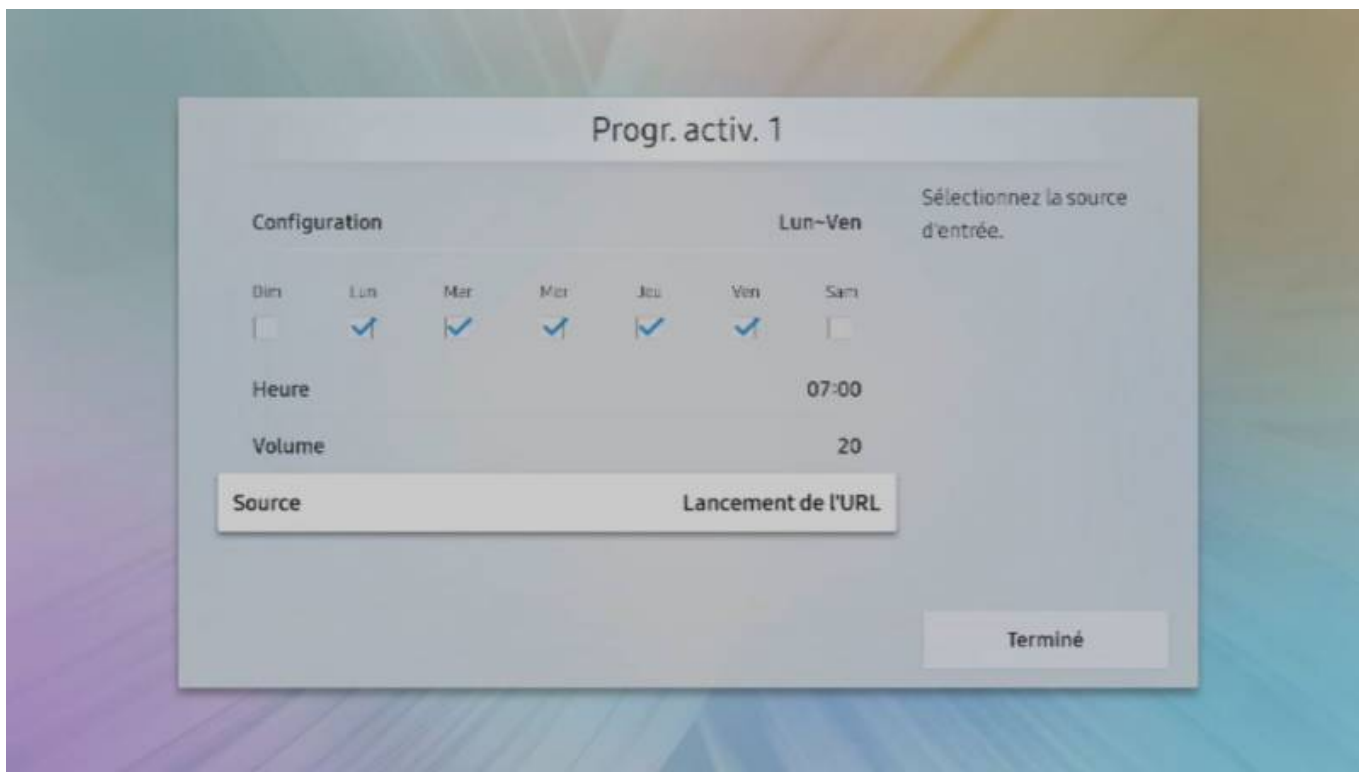 Progr. activ. 1
Configuration Lun~Ven
Sélectionnez la source
d'entrée.
Dim Lun Mar Mer Jeu Ven Sam
Heure 07:00
Volume 20
Source Lancement de l'URL
Terminé